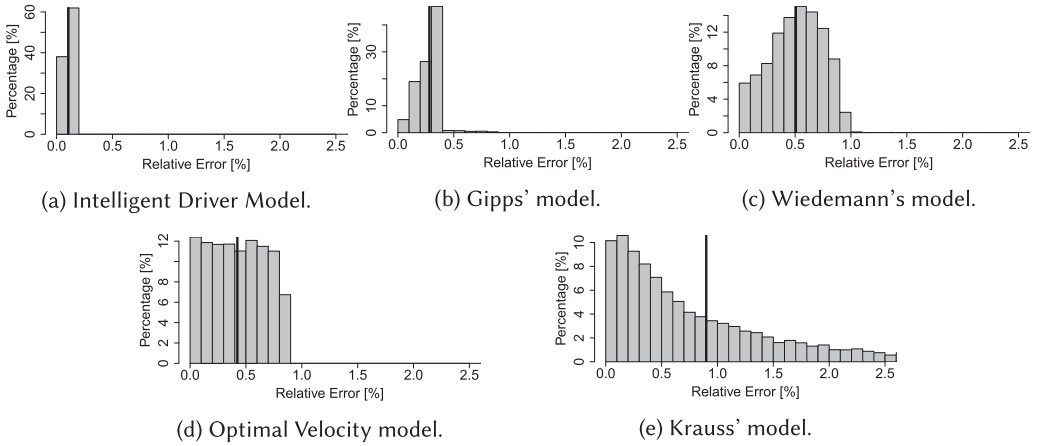 Percentage [%]
0 20 40 60
0.0 0.5 1.0 1.5 2.0 2.5
Relative Error [%]
(a) Intelligent Driver Model.
Percentage [%]
0 10 30
0.0 0.5 1.0 1.5 2.0 2.5
Relative Error [%]
(b) Gipps' model.
Percentage [%]
0 4 8 12
0.0 0.5 1.0 1.5 2.0 2.5
Relative Error [%]
(c) Wiedemann's model.
Percentage [%]
0 2 4 6 8 12
0.0 0.5 1.0 1.5 2.0 2.5
Relative Error [%]
(d) Optimal Velocity model.
Percentage [%]
0 2 4 6 8 10
0.0 0.5 1.0 1.5 2.0 2.5
Relative Error [%]
(e) Krauss' model.